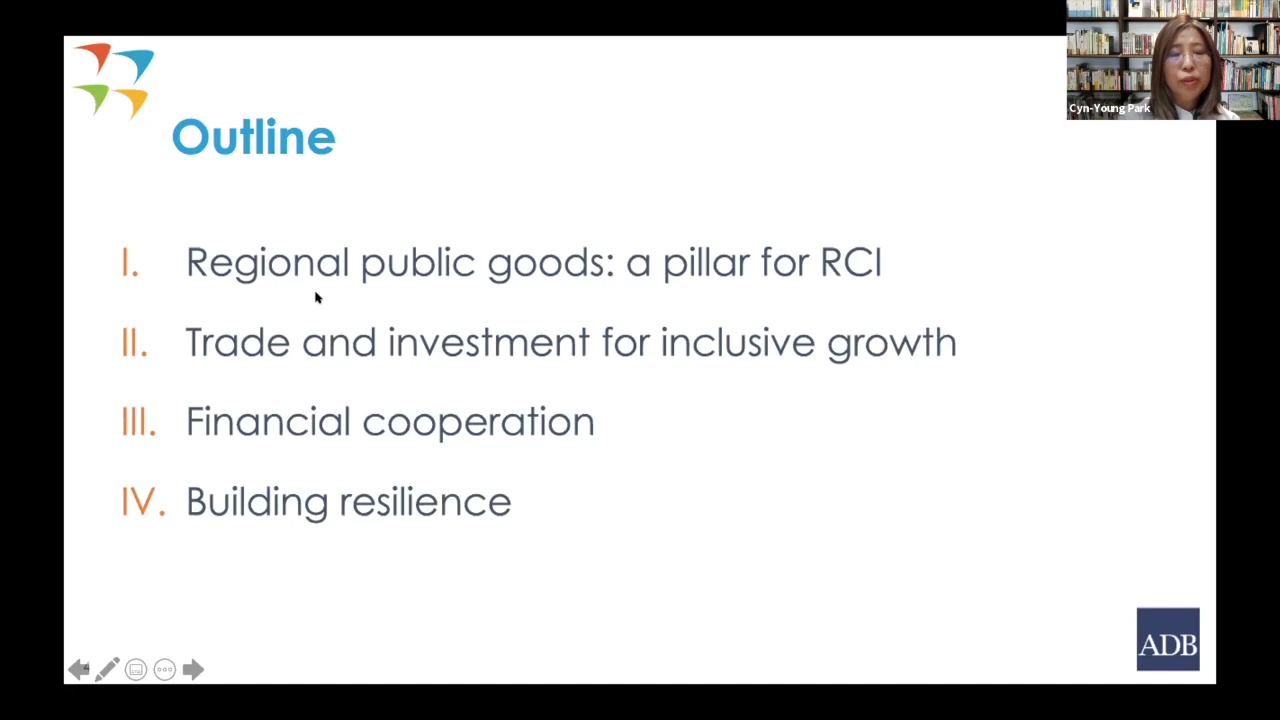 Cyn-Young Park
Outline
I. Regional public goods: a pillar for RCI
II. Trade and investment for inclusive growth
III. Financial cooperation
IV. Building resilience
ADB